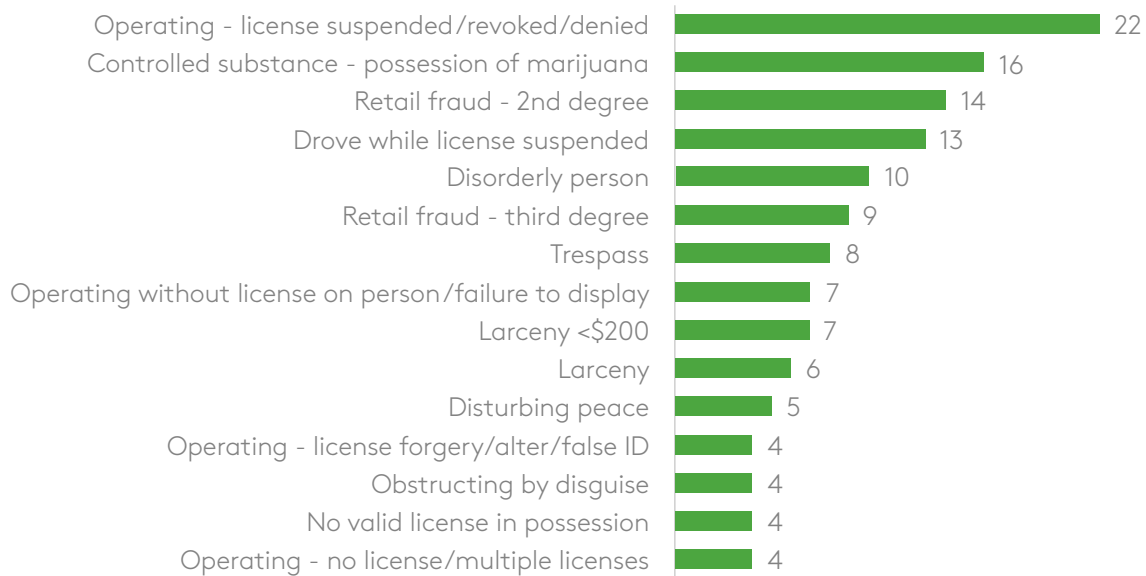 Operating - license suspended/revoked/denied 22
Controlled substance - possession of marijuana 16
Retail fraud - 2nd degree 14
Drove while license suspended 13
Disorderly person 10
Retail fraud - third degree 9
Trespass 8
Operating without license on person/failure to display 7
Larceny <$200 7
Larceny 6
Disturbing peace 5
Operating - license forgery/alter/false ID 4
Obstructing by disguise 4
No valid license in possession 4
Operating - no license/multiple licenses 4